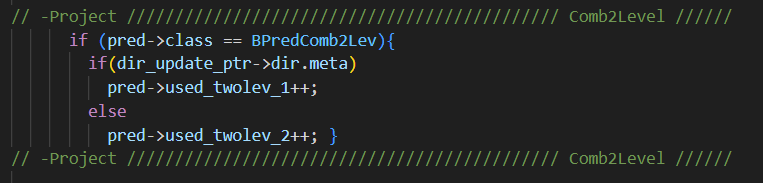 // -Project ////////////////////////////////////////////// Comb2Level //////
if (pred->class == BPredComb2Lev){
if(dir_update_ptr->dir.meta)
pred->used_twolev_1++;
else
pred->used_twolev_2++; }
// -Project ////////////////////////////////////////////// Comb2Level //////